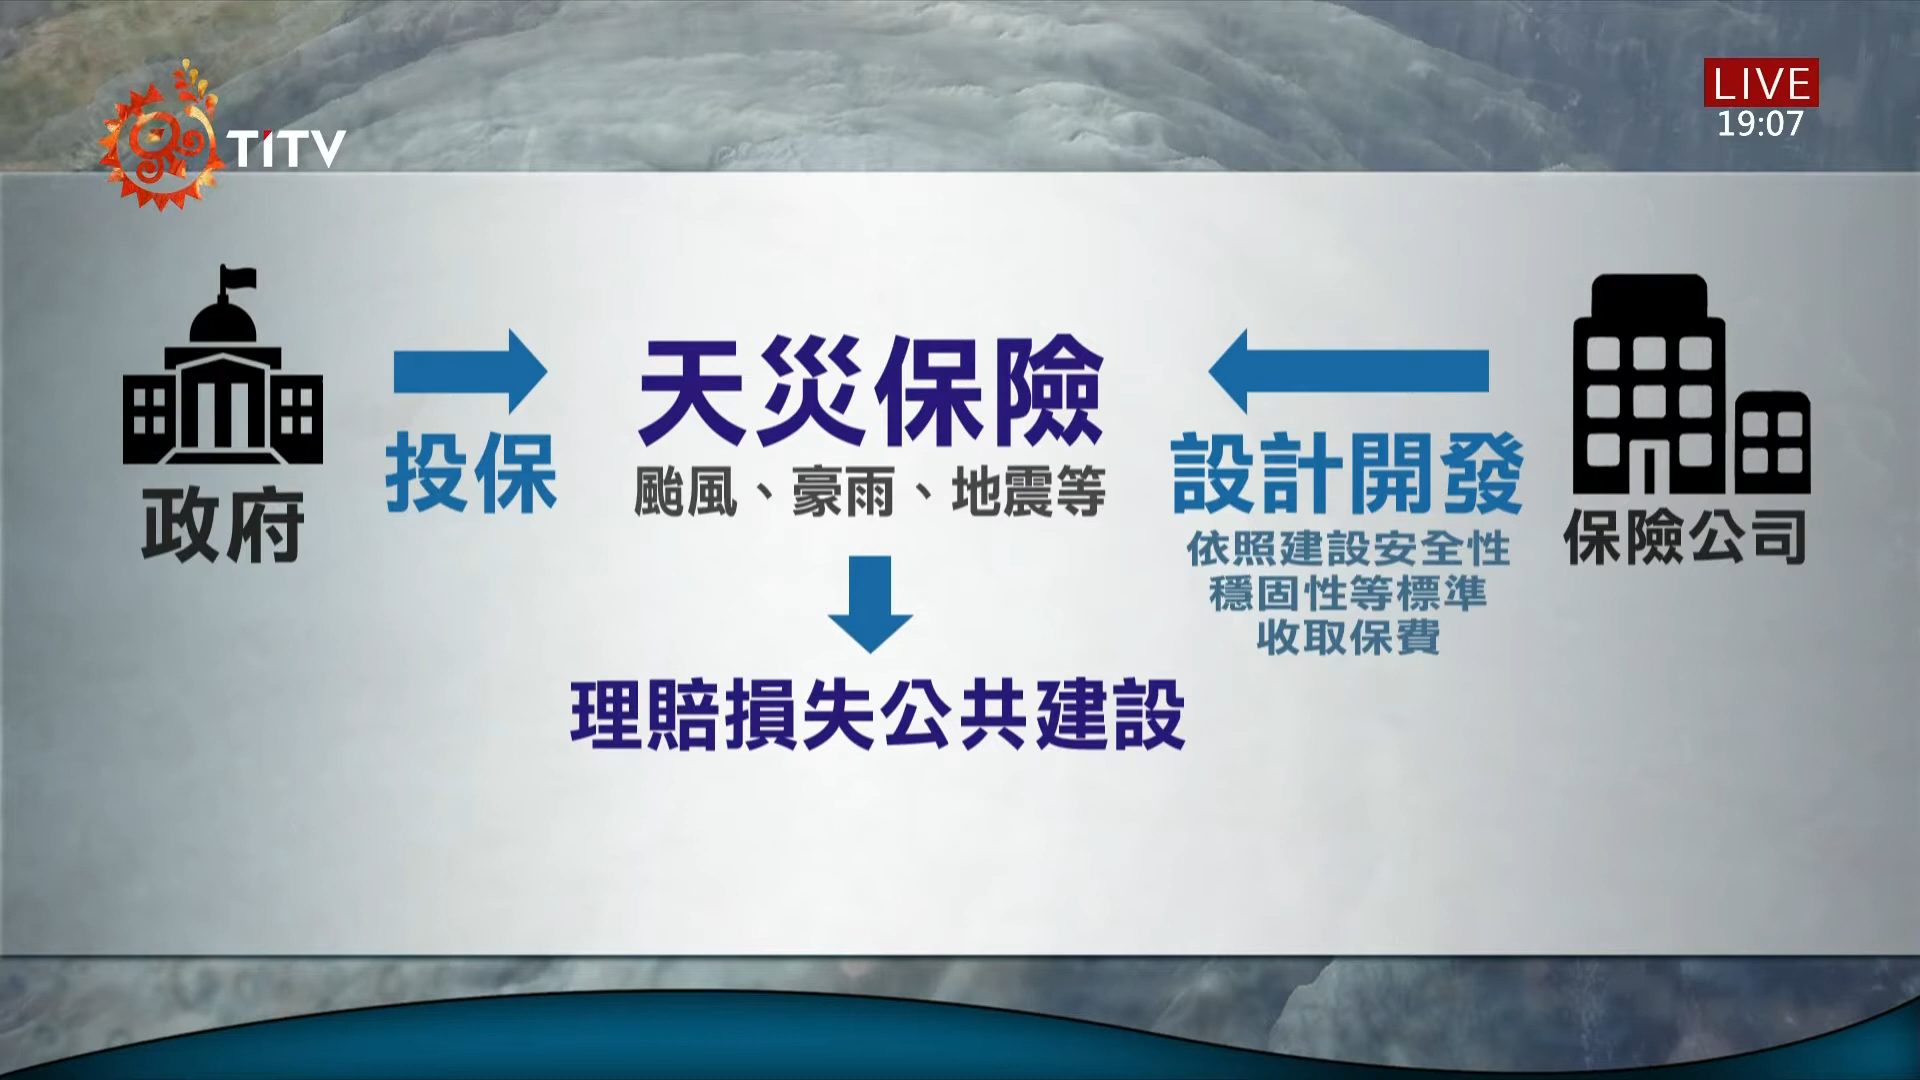 TITV
LIVE
19:07
政府
投保
天災保險
颱風、豪雨、地震等
設計開發
依照建設安全性
穩固性等標準
收取保費
保險公司
理賠損失公共建設